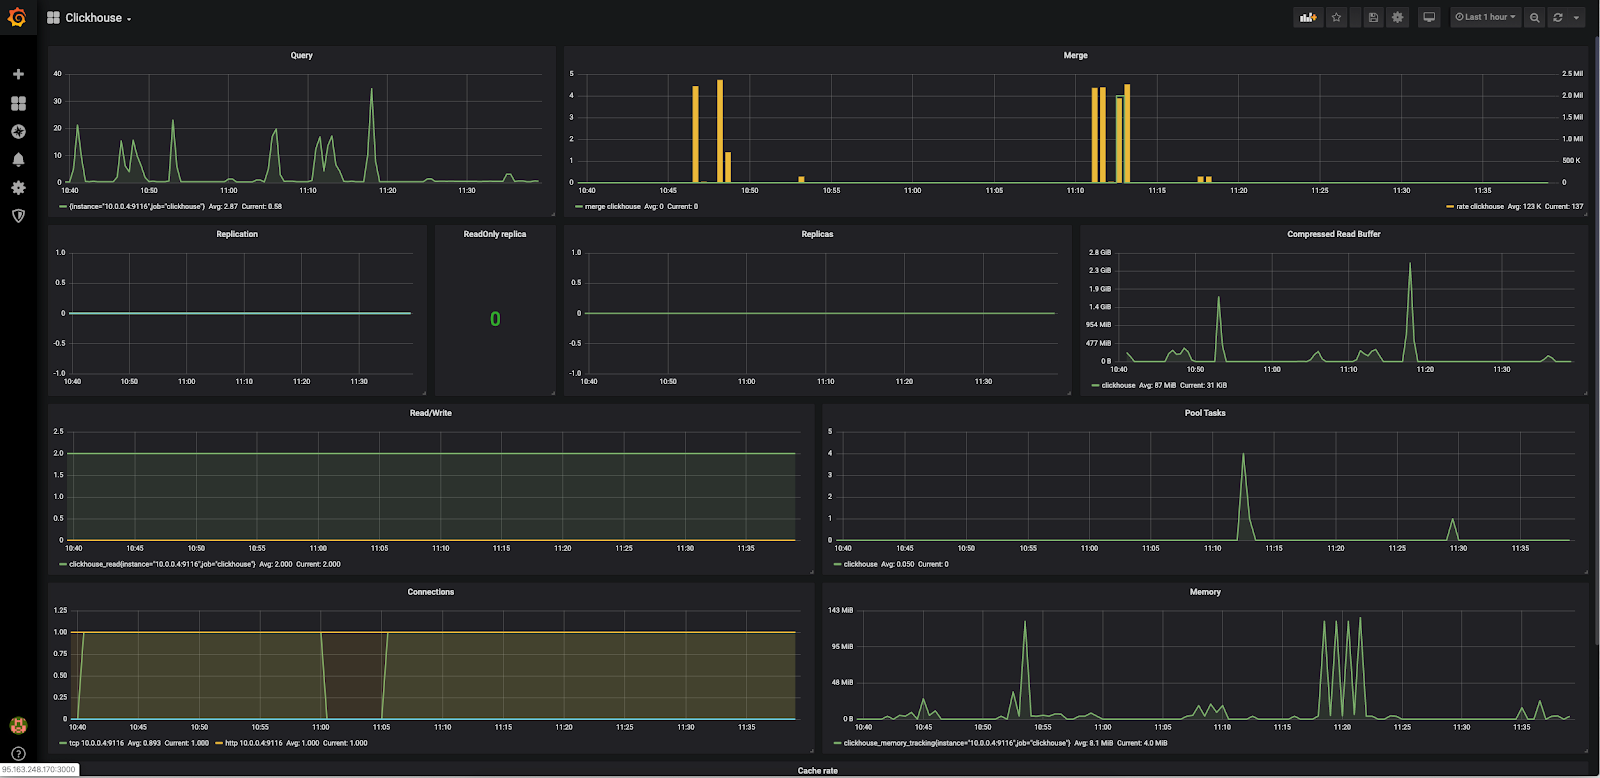 Clickhouse
Last 1 hour
Query
40
30
20
10
0
10:40 10:50 11:00 11:10 11:20 11:30
{instance="10.0.0.4:9116",job="clickhouse"} Avg: 2.87 Current: 0.58
Merge
5
4
3
2
1
0
2.5 Mil
2.0 Mil
1.5 Mil
1.0 Mil
500 K
0
10:40 10:45 10:50 10:55 11:00 11:05 11:10 11:15 11:20 11:25 11:30 11:35
merge clickhouse Avg: 0 Current: 0
rate clickhouse Avg: 123 K Current: 137
Replication
1.0
0.5
0
-0.5
-1.0
10:40 10:50 11:00 11:10 11:20 11:30
ReadOnly replica
0
Replicas
1.0
0.5
0
-0.5
-1.0
10:40 10:50 11:00 11:10 11:20 11:30
Compressed Read Buffer
2.8 GiB
2.3 GiB
1.9 GiB
1.4 GiB
954 MiB
477 MiB
0 B
10:40 10:50 11:00 11:10 11:20 11:30
clickhouse Avg: 87 MiB Current: 31 KiB
Read/Write
2.5
2.0
1.5
1.0
0.5
0
10:40 10:45 10:50 10:55 11:00 11:05 11:10 11:15 11:20 11:25 11:30 11:35
clickhouse_read{instance="10.0.0.4:9116",job="clickhouse"} Avg: 2.000 Current: 2.000
Pool Tasks
5
4
3
2
1
0
10:40 10:45 10:50 10:55 11:00 11:05 11:10 11:15 11:20 11:25 11:30 11:35
clickhouse Avg: 0.050 Current: 0
Connections
1.25
1.00
0.75
0.50
0.25
0
10:40 10:45 10:50 10:55 11:00 11:05 11:10 11:15 11:20 11:25 11:30 11:35
tcp 10.0.0.4:9116 Avg: 0.893 Current: 1.000 http 10.0.0.4:9116 Avg: 1.000 Current: 1.000
Memory
143 MiB
95 MiB
48 MiB
0 B
10:40 10:45 10:50 10:55 11:00 11:05 11:10 11:15 11:20 11:25 11:30 11:35
clickhouse_memory_tracking{instance="10.0.0.4:9116",job="clickhouse"} Avg: 8.1 MiB Current: 4.0 MiB
95.163.248.170:3000
Cache rate